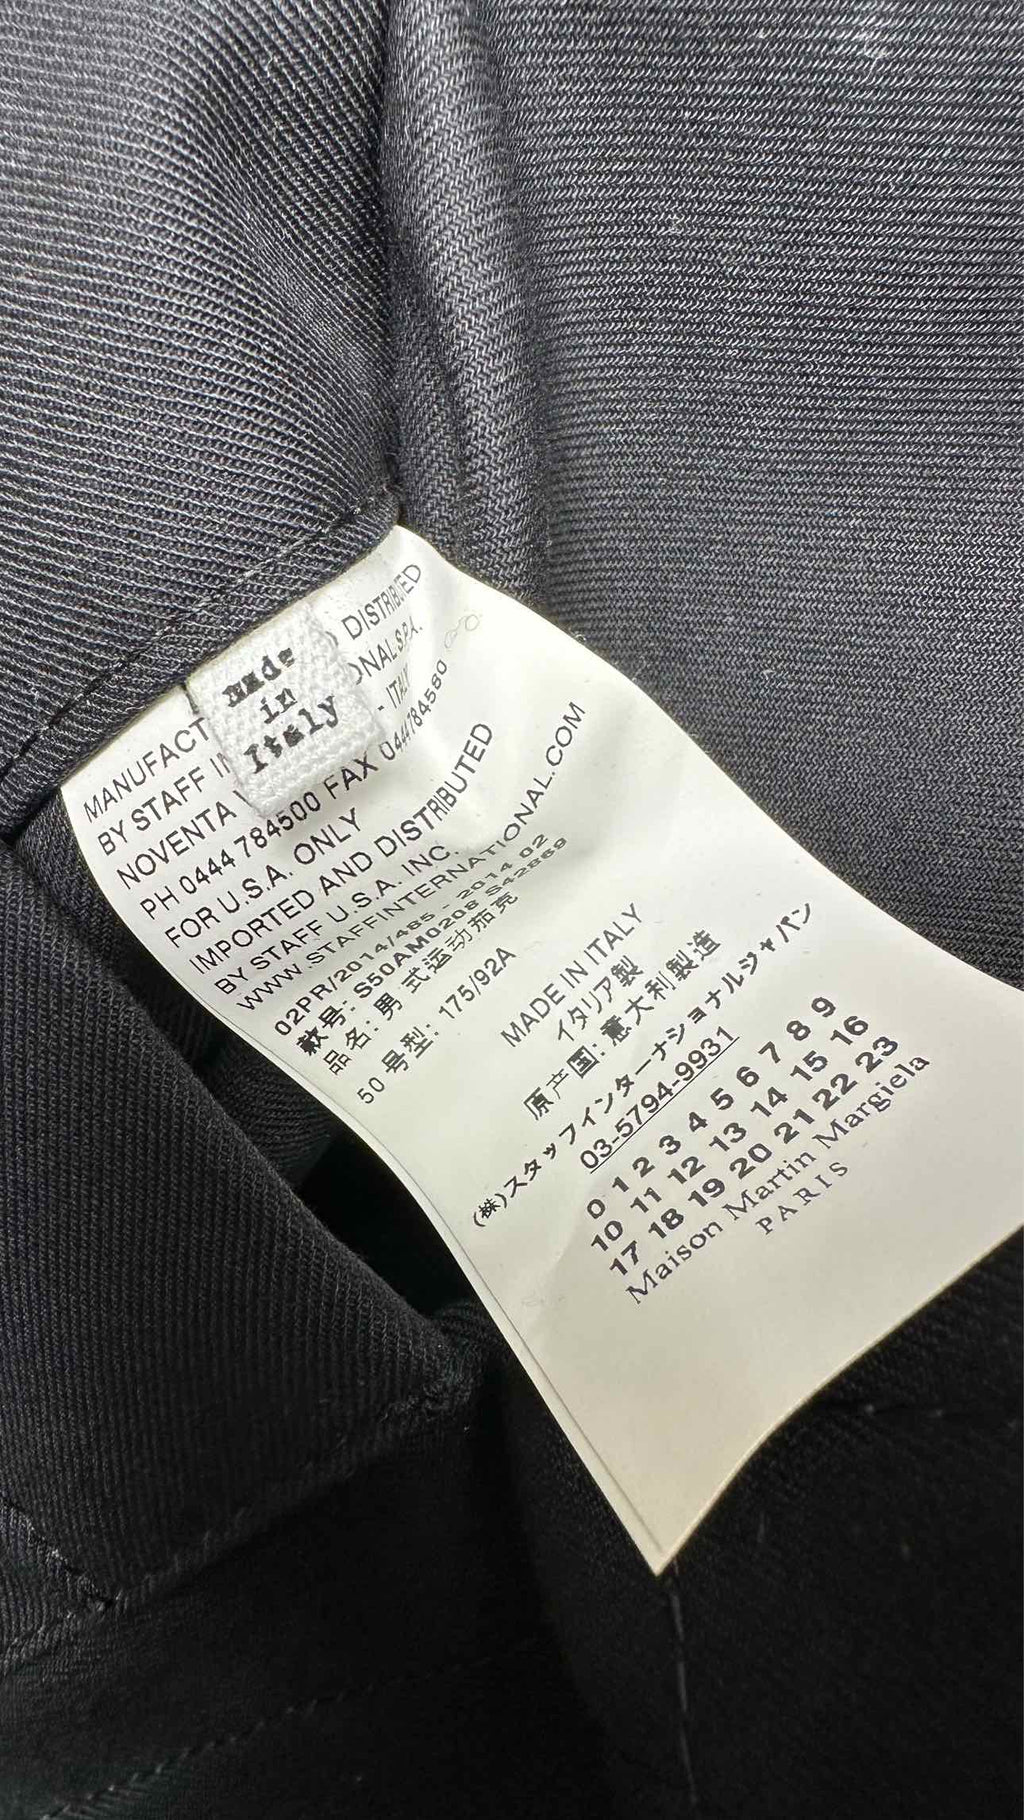 made
in
Italy
MANUFACT DISTRIBUTED
BY STAFF IN ONAL S.P.A.
NOVENTA V - ITALY
PH 0444 784500 FAX 0444784580
FOR U.S.A. ONLY
IMPORTED AND DISTRIBUTED
BY STAFF U.S.A. INC.
WWW.STAFFINTERNATIONAL.COM
02PR/2014/485 - 2014 02
款号: S50AM0208 S42869
品名: 男 式运动茄克
50 号型: 175/92A
MADE IN ITALY
イタリア製
原产国: 意大利製造
(株)スタッフインターナショナルジャパン
03-5794-9931
0 1 2 3 4 5 6 7 8 9
10 11 12 13 14 15 16
17 18 19 20 21 22 23
Maison Martin Margiela
PARIS